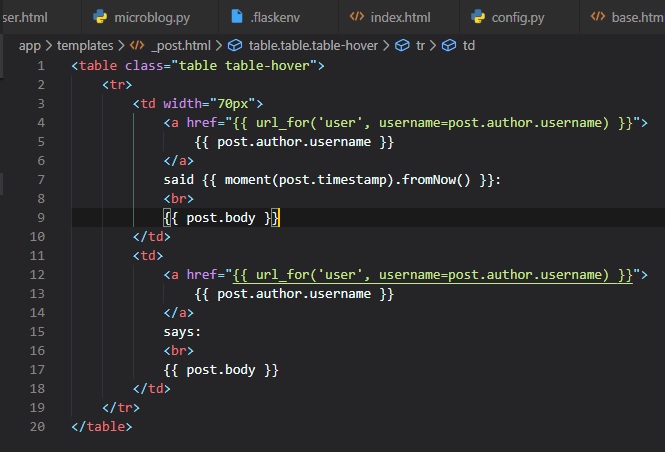 ser.html microblog.py .flaskenv index.html config.py base.htm
app > templates > _post.html > table.table.table-hover > tr > td
1 <table class="table table-hover">
2 <tr>
3 <td width="70px">
4 <a href="{{ url_for('user', username=post.author.username) }}">
5 {{ post.author.username }}
6 </a>
7 said {{ moment(post.timestamp).fromNow() }}:
8 <br>
9 {{ post.body }}
10 </td>
11 <td>
12 <a href="{{ url_for('user', username=post.author.username) }}">
13 {{ post.author.username }}
14 </a>
15 says:
16 <br>
17 {{ post.body }}
18 </td>
19 </tr>
20 </table>